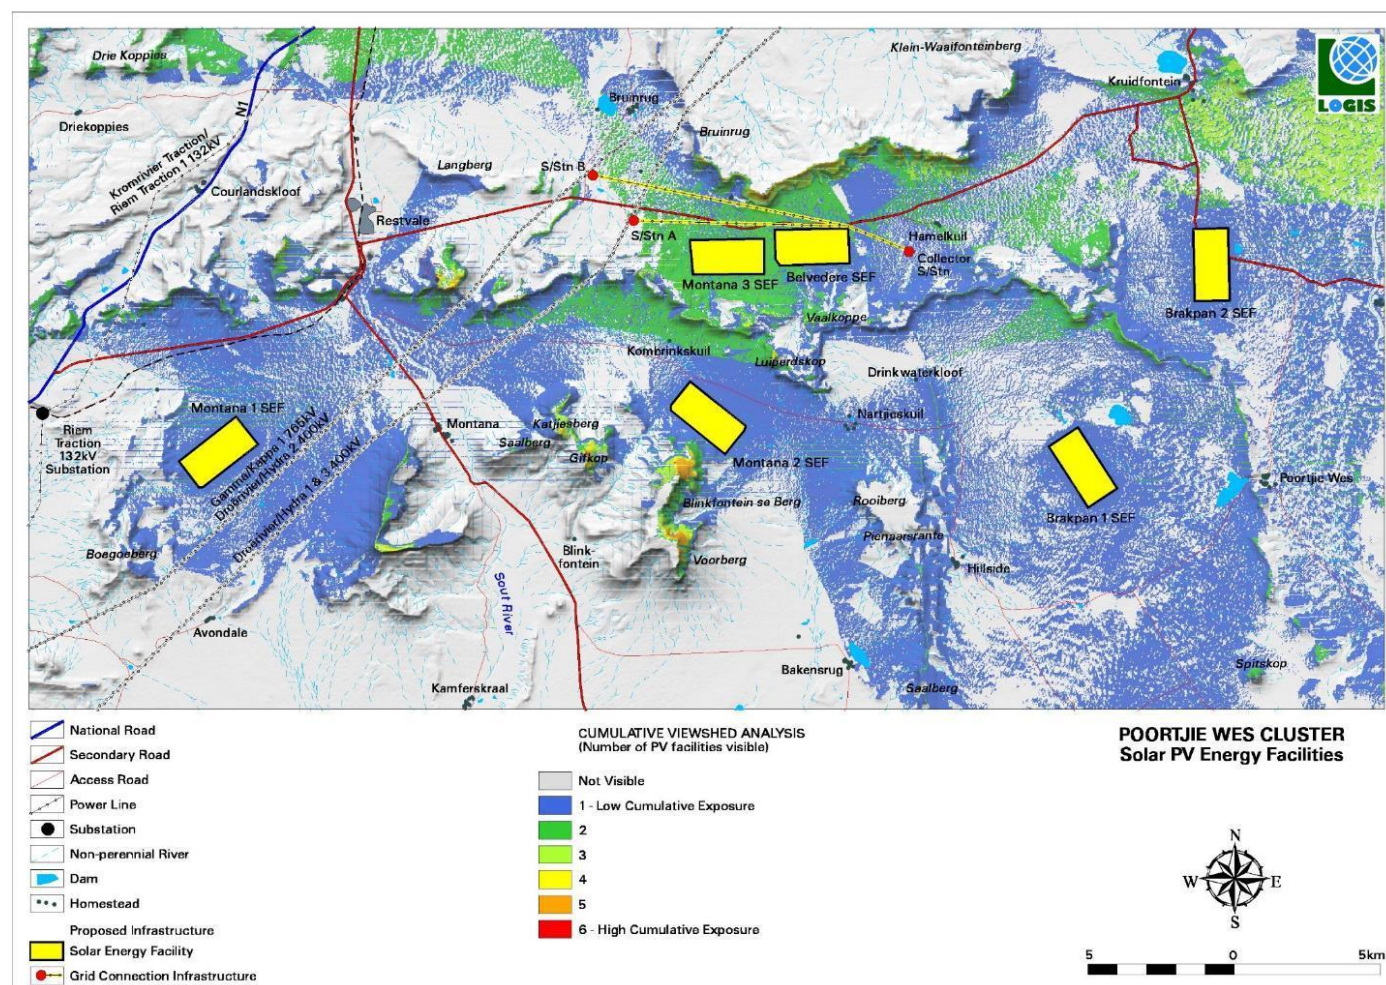 Drie Koppies
Klein-Waaifonteinberg
Kruidfontein
LOGIS
N1
Bruinrug
Driekoppies
Bruinrug
Kromrivier Traction/
Riem Traction 1 132kV
Langberg
S/Stn B
Courlandskloof
Restvale
S/Stn A
Hamelkuil
Collector
S/Stn
Montana 3 SEF
Belvedere SEF
Brakpan 2 SEF
Vaalkoppe
Kombrinkskuil
Luiperdskop
Drinkwaterkloof
Montana 1 SEF
Riem
Traction
132kV
Substation
Gamma/Kappa 1 765kV
Droërivier/Hydra 2 400kV
Droërivier/Hydra 1 & 3 400kV
Montana
Katjiesberg
Saalberg
Gifkop
Nartjieskuil
Montana 2 SEF
Poortjie Wes
Blinkfontein se Berg
Rooiberg
Brakpan 1 SEF
Boegoeberg
Blink-
fontein
Voorberg
Pienaarsrante
Hillside
Sout River
Avondale
Bakensrug
Spitskop
Kamferskraal
Saalberg
National Road
Secondary Road
Access Road
Power Line
Substation
Non-perennial River
Dam
Homestead
Proposed Infrastructure
Solar Energy Facility
Grid Connection Infrastructure
CUMULATIVE VIEWSHED ANALYSIS
(Number of PV facilities visible)
Not Visible
1 - Low Cumulative Exposure
2
3
4
5
6 - High Cumulative Exposure
POORTJIE WES CLUSTER
Solar PV Energy Facilities
N
W E
S
5 0 5km